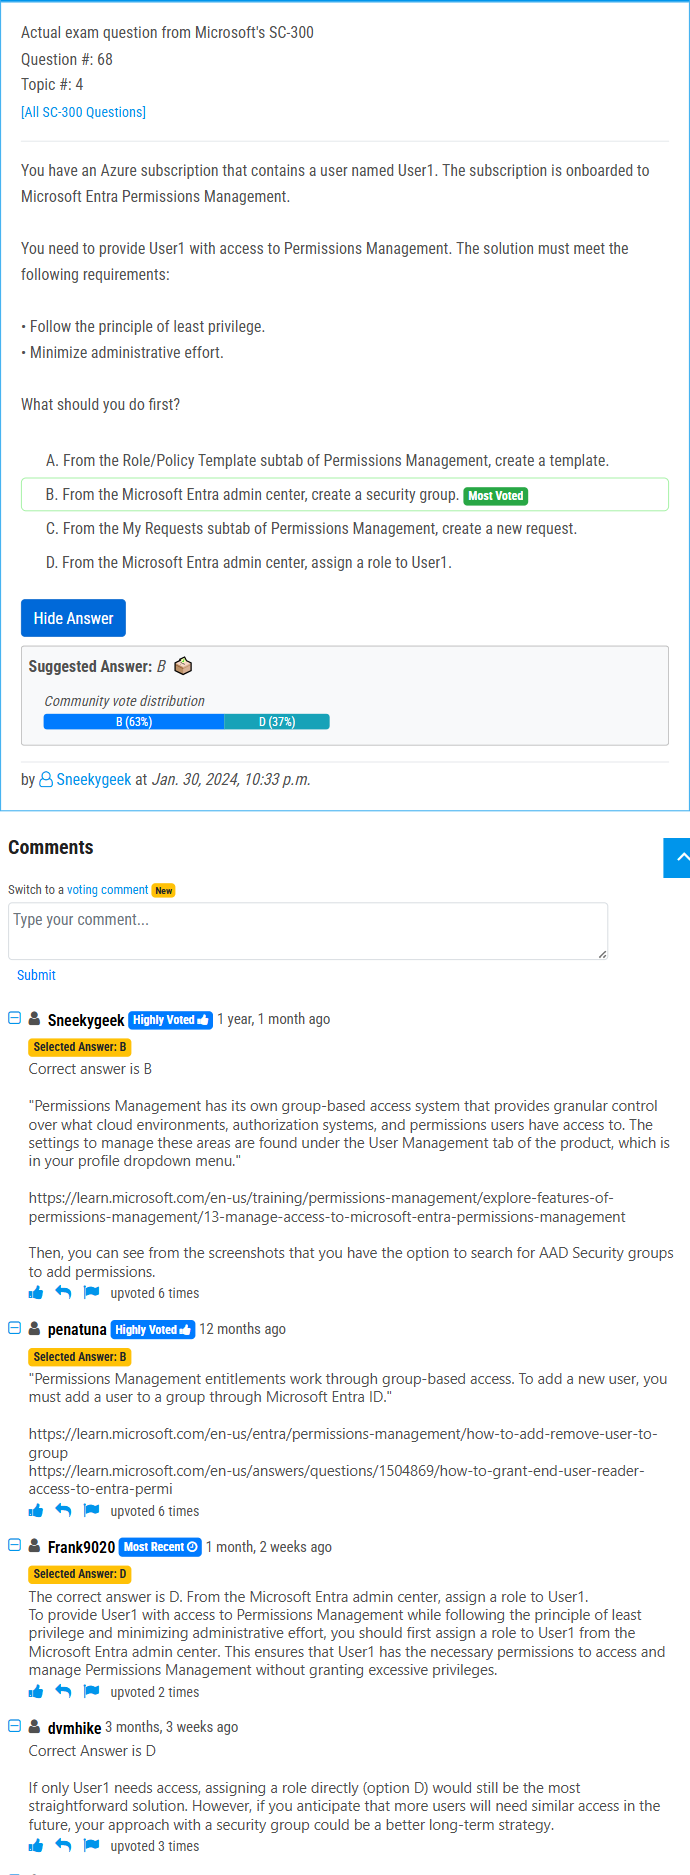 Actual exam question from Microsoft's SC-300
Question #: 68
Topic #: 4
[All SC-300 Questions]
You have an Azure subscription that contains a user named User1. The subscription is onboarded to
Microsoft Entra Permissions Management.
You need to provide User1 with access to Permissions Management. The solution must meet the
following requirements:
• Follow the principle of least privilege.
• Minimize administrative effort.
What should you do first?
A. From the Role/Policy Template subtab of Permissions Management, create a template.
B. From the Microsoft Entra admin center, create a security group. Most Voted
C. From the My Requests subtab of Permissions Management, create a new request.
D. From the Microsoft Entra admin center, assign a role to User1.
Hide Answer
Suggested Answer: B
Community vote distribution
B (63%) D (37%)
by Sneekygeek at Jan. 30, 2024, 10:33 p.m.
Comments
Switch to a voting comment New
Type your comment...
Submit
Sneekygeek Highly Voted 1 year, 1 month ago
Selected Answer: B
Correct answer is B
"Permissions Management has its own group-based access system that provides granular control
over what cloud environments, authorization systems, and permissions users have access to. The
settings to manage these areas are found under the User Management tab of the product, which is
in your profile dropdown menu."
https://learn.microsoft.com/en-us/training/permissions-management/explore-features-of-
permissions-management/13-manage-access-to-microsoft-entra-permissions-management
Then, you can see from the screenshots that you have the option to search for AAD Security groups
to add permissions.
upvoted 6 times
penatuna Highly Voted 12 months ago
Selected Answer: B
"Permissions Management entitlements work through group-based access. To add a new user, you
must add a user to a group through Microsoft Entra ID."
https://learn.microsoft.com/en-us/entra/permissions-management/how-to-add-remove-user-to-
group
https://learn.microsoft.com/en-us/answers/questions/1504869/how-to-grant-end-user-reader-
access-to-entra-permi
upvoted 6 times
Frank9020 Most Recent 1 month, 2 weeks ago
Selected Answer: D
The correct answer is D. From the Microsoft Entra admin center, assign a role to User1.
To provide User1 with access to Permissions Management while following the principle of least
privilege and minimizing administrative effort, you should first assign a role to User1 from the
Microsoft Entra admin center. This ensures that User1 has the necessary permissions to access and
manage Permissions Management without granting excessive privileges.
upvoted 2 times
dvmhike 3 months, 3 weeks ago
Correct Answer is D
If only User1 needs access, assigning a role directly (option D) would still be the most
straightforward solution. However, if you anticipate that more users will need similar access in the
future, your approach with a security group could be a better long-term strategy.
upvoted 3 times